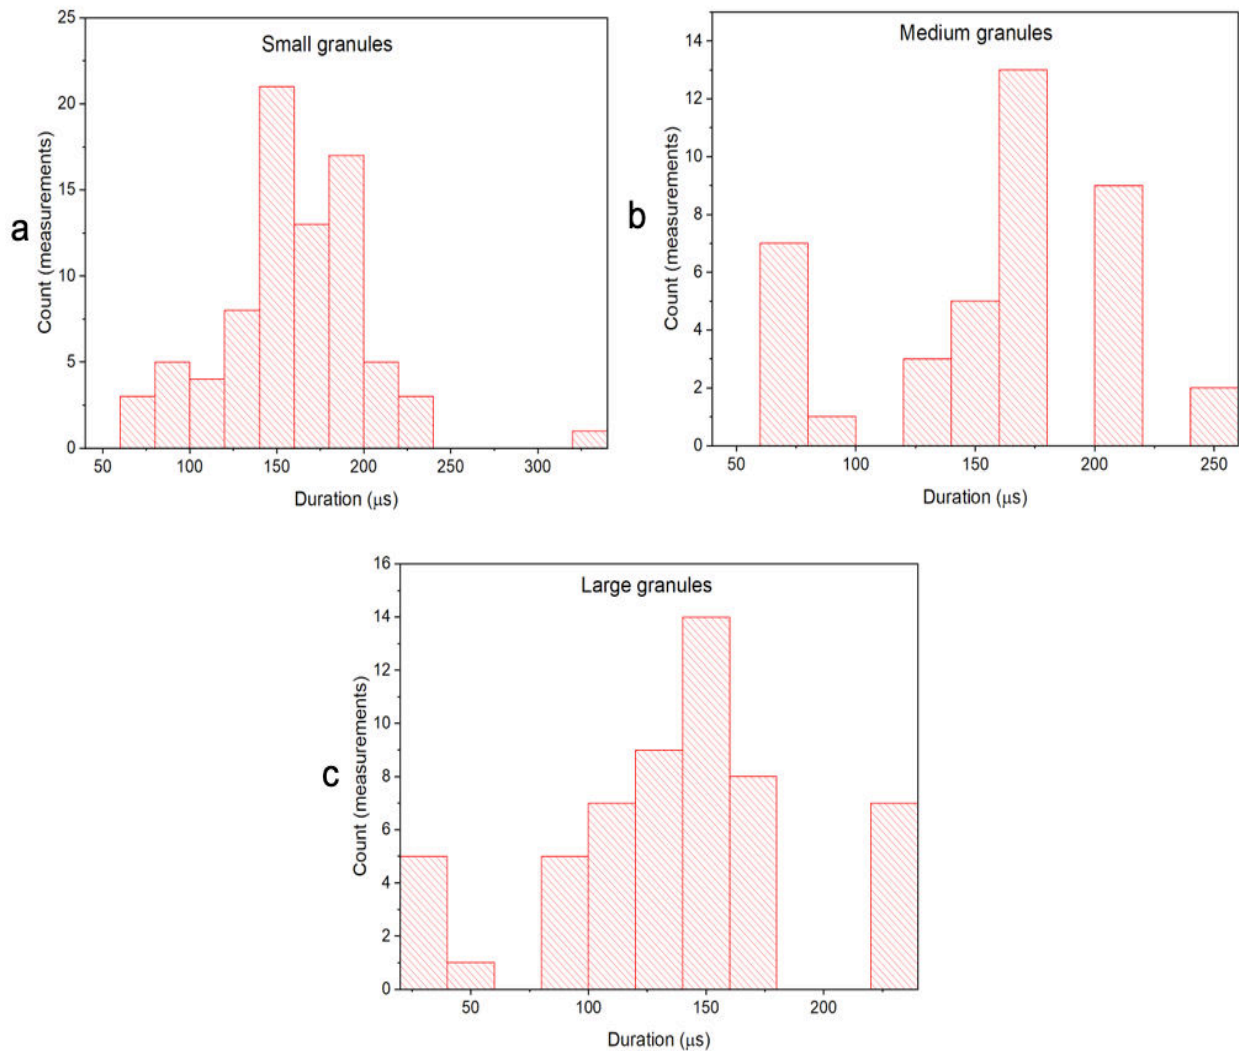 a
Small granules
Count (measurements)
25
20
15
10
5
0
50 100 150 200 250 300
Duration (μs)
b
Medium granules
Count (measurements)
14
12
10
8
6
4
2
0
50 100 150 200 250
Duration (μs)
c
Large granules
Count (measurements)
16
14
12
10
8
6
4
2
0
50 100 150 200
Duration (μs)